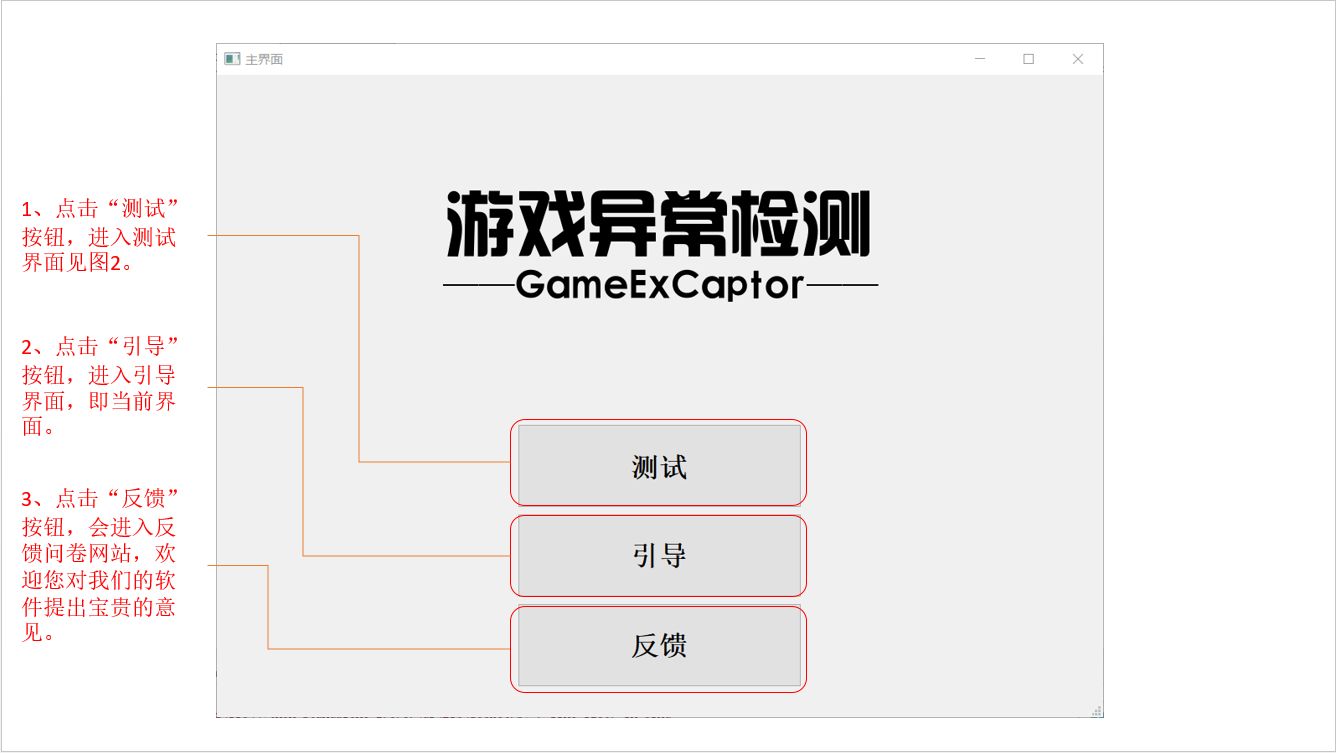 主界面
游戏异常检测
GameExCaptor
1、点击“测试”
按钮，进入测试
界面见图2。
2、点击“引导”
按钮，进入引导
界面，即当前界
面。
3、点击“反馈”
按钮，会进入反
馈问卷网站，欢
迎您对我们的软
件提出宝贵的意
见。
测试
引导
反馈